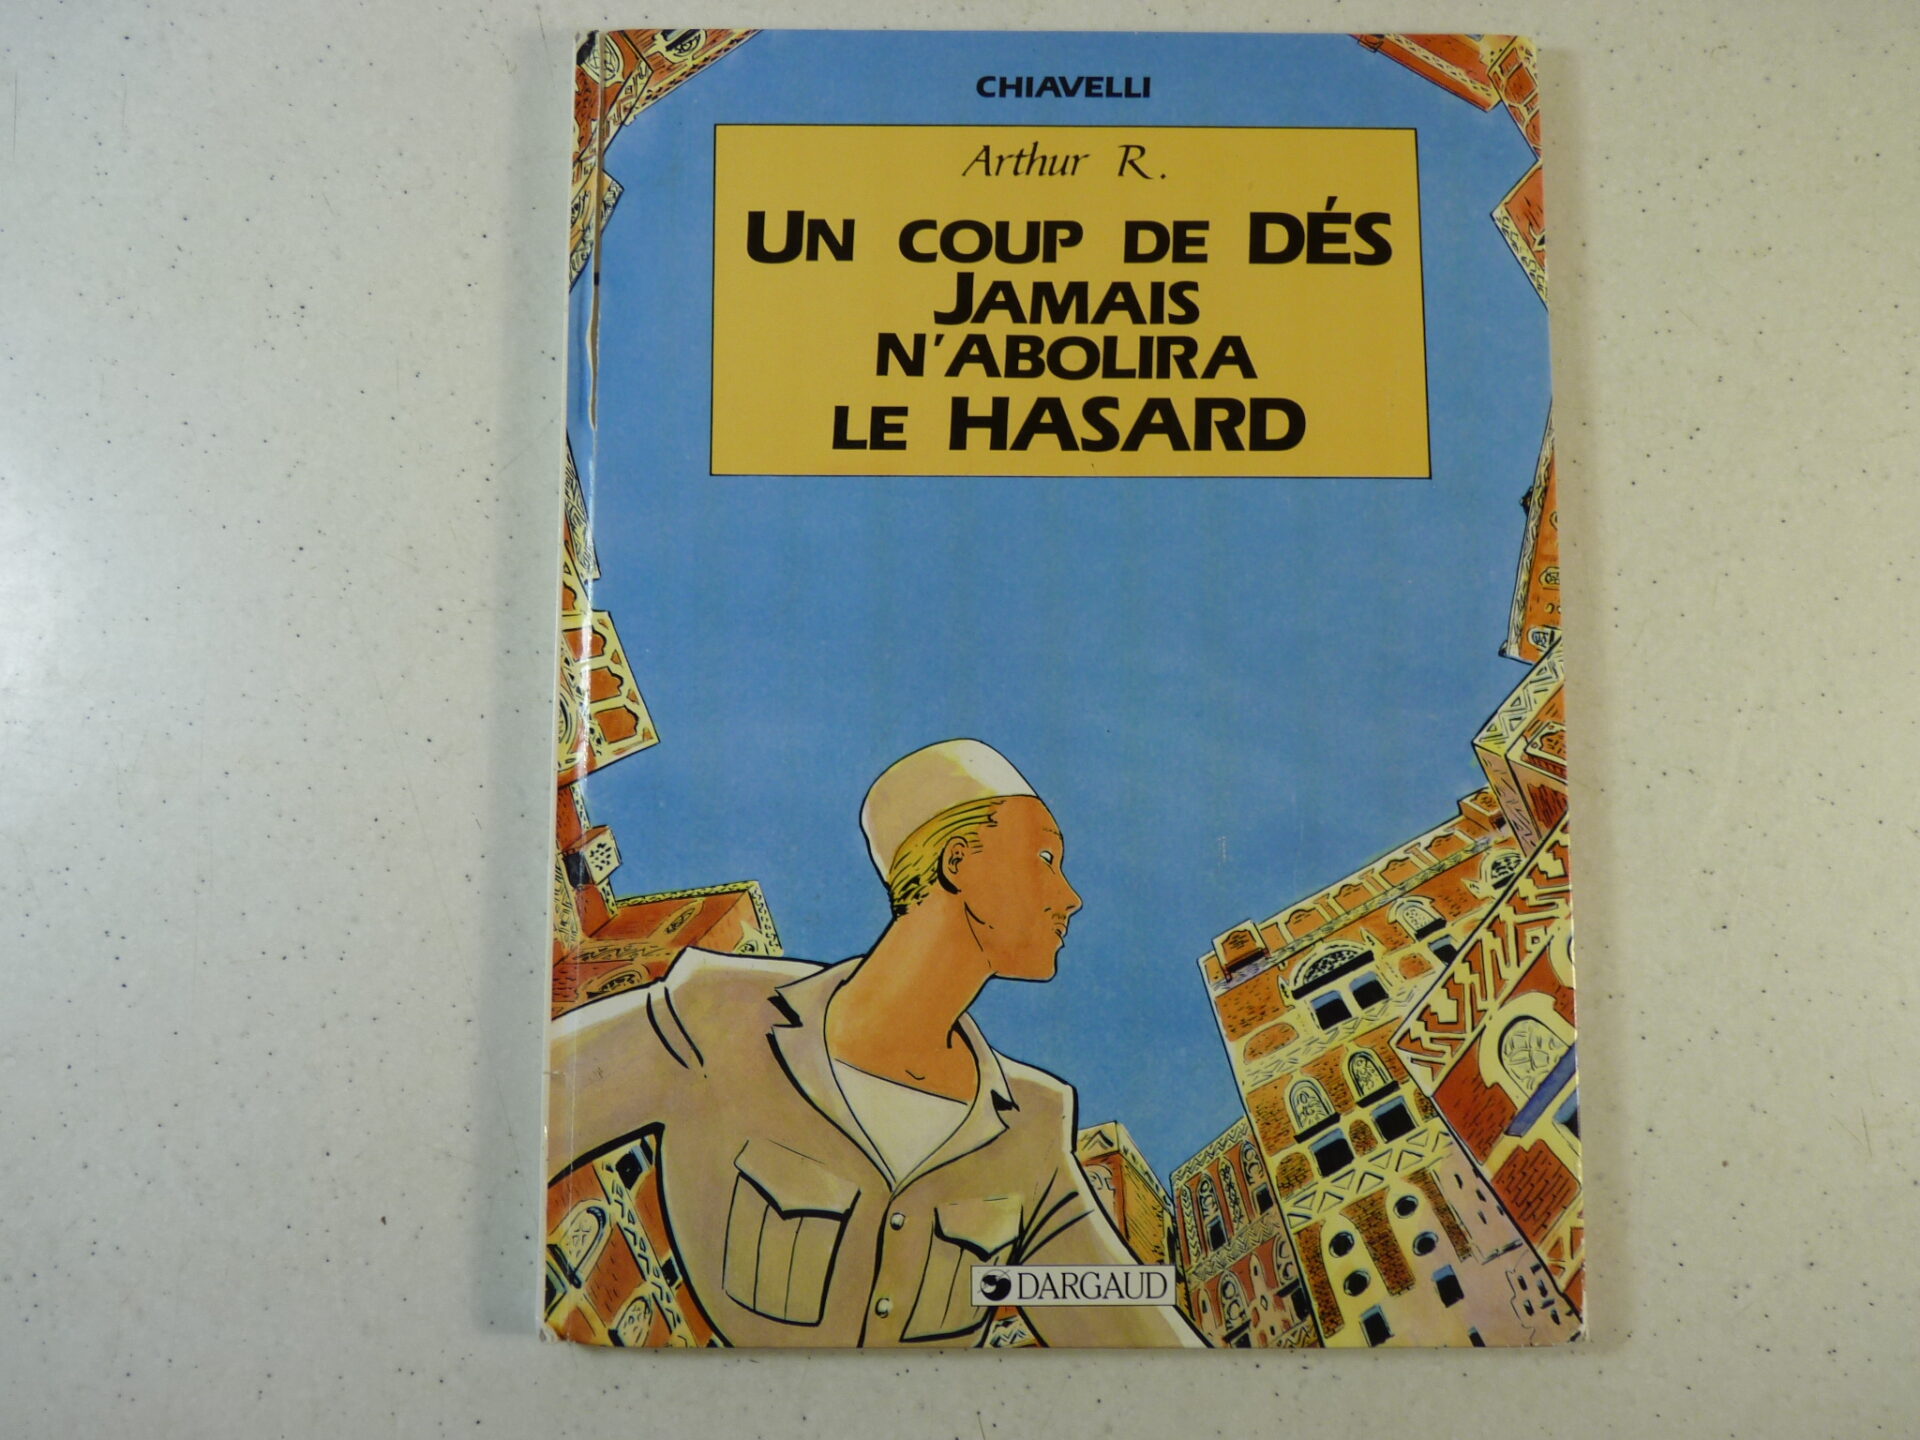 CHIAVELLI
Arthur R.
UN COUP DE DÉS
JAMAIS
N'ABOLIRA
LE HASARD
DARGAUD